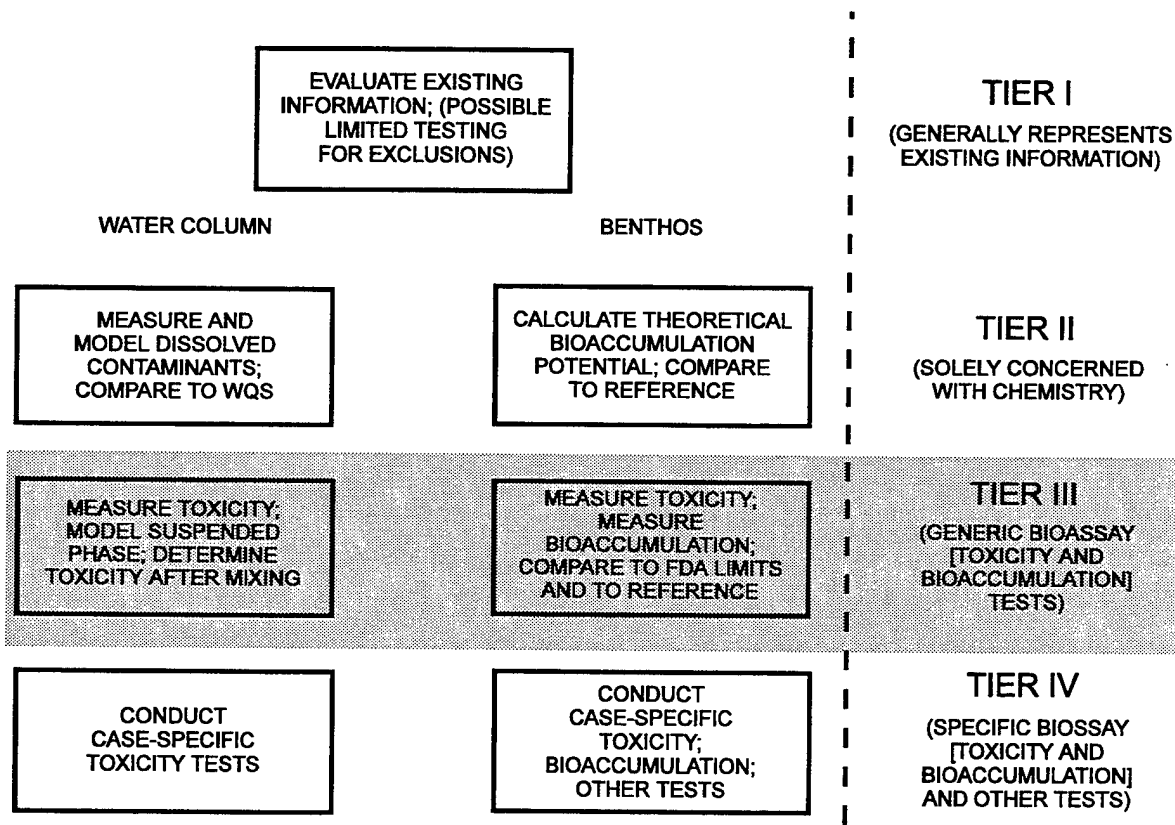 EVALUATE EXISTING
INFORMATION; (POSSIBLE
LIMITED TESTING
FOR EXCLUSIONS)
TIER I
(GENERALLY REPRESENTS
EXISTING INFORMATION)
WATER COLUMN
BENTHOS
MEASURE AND
MODEL DISSOLVED
CONTAMINANTS;
COMPARE TO WQS
CALCULATE THEORETICAL
BIOACCUMULATION
POTENTIAL; COMPARE
TO REFERENCE
TIER II
(SOLELY CONCERNED
WITH CHEMISTRY)
MEASURE TOXICITY;
MODEL SUSPENDED
PHASE; DETERMINE
TOXICITY AFTER MIXING
MEASURE TOXICITY;
MEASURE
BIOACCUMULATION;
COMPARE TO FDA LIMITS
AND TO REFERENCE
TIER III
(GENERIC BIOASSAY
[TOXICITY AND
BIOACCUMULATION]
TESTS)
CONDUCT
CASE-SPECIFIC
TOXICITY TESTS
CONDUCT
CASE-SPECIFIC
TOXICITY;
BIOACCUMULATION;
OTHER TESTS
TIER IV
(SPECIFIC BIOSSAY
[TOXICITY AND
BIOACCUMULATION]
AND OTHER TESTS)